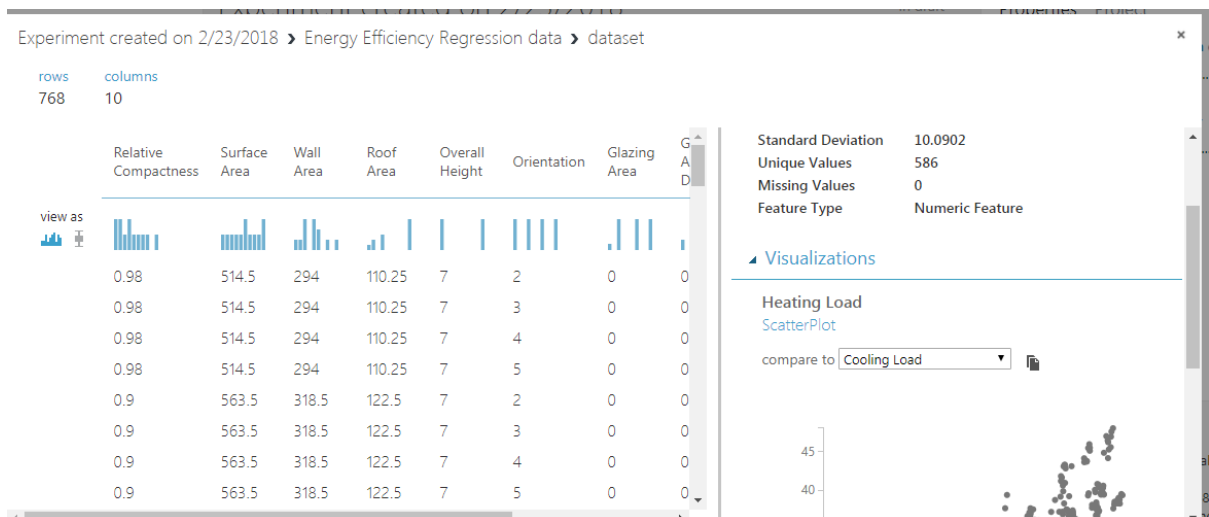 Experiment created on 2/23/2018 > Energy Efficiency Regression data > dataset
×
rows columns
768 10
Relative Compactness Surface Area Wall Area Roof Area Overall Height Orientation Glazing Area G A D
view as
0.98 514.5 294 110.25 7 2 0 0
0.98 514.5 294 110.25 7 3 0 0
0.98 514.5 294 110.25 7 4 0 0
0.98 514.5 294 110.25 7 5 0 0
0.9 563.5 318.5 122.5 7 2 0 0
0.9 563.5 318.5 122.5 7 3 0 0
0.9 563.5 318.5 122.5 7 4 0 0
0.9 563.5 318.5 122.5 7 5 0 0
Standard Deviation 10.0902
Unique Values 586
Missing Values 0
Feature Type Numeric Feature
Visualizations
Heating Load
ScatterPlot
compare to Cooling Load
45
40